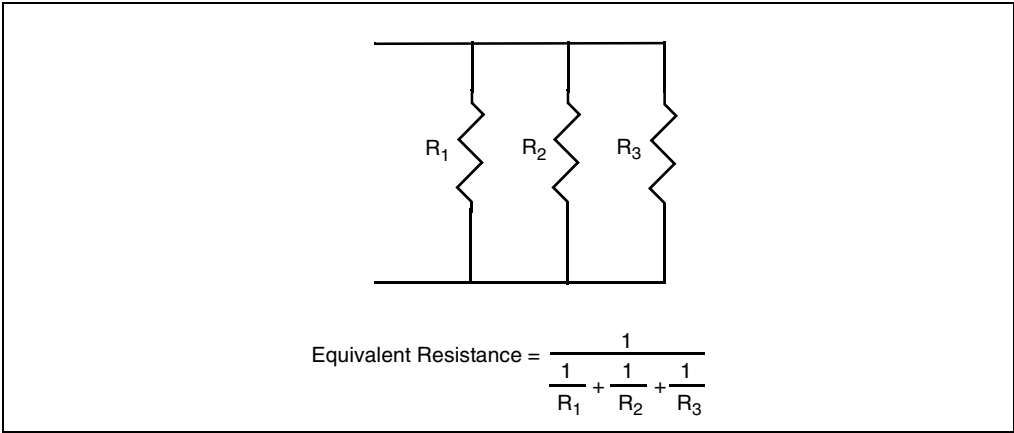 R1 R2 R3
Equivalent Resistance = 1
1 + 1 + 1
R1 R2 R3